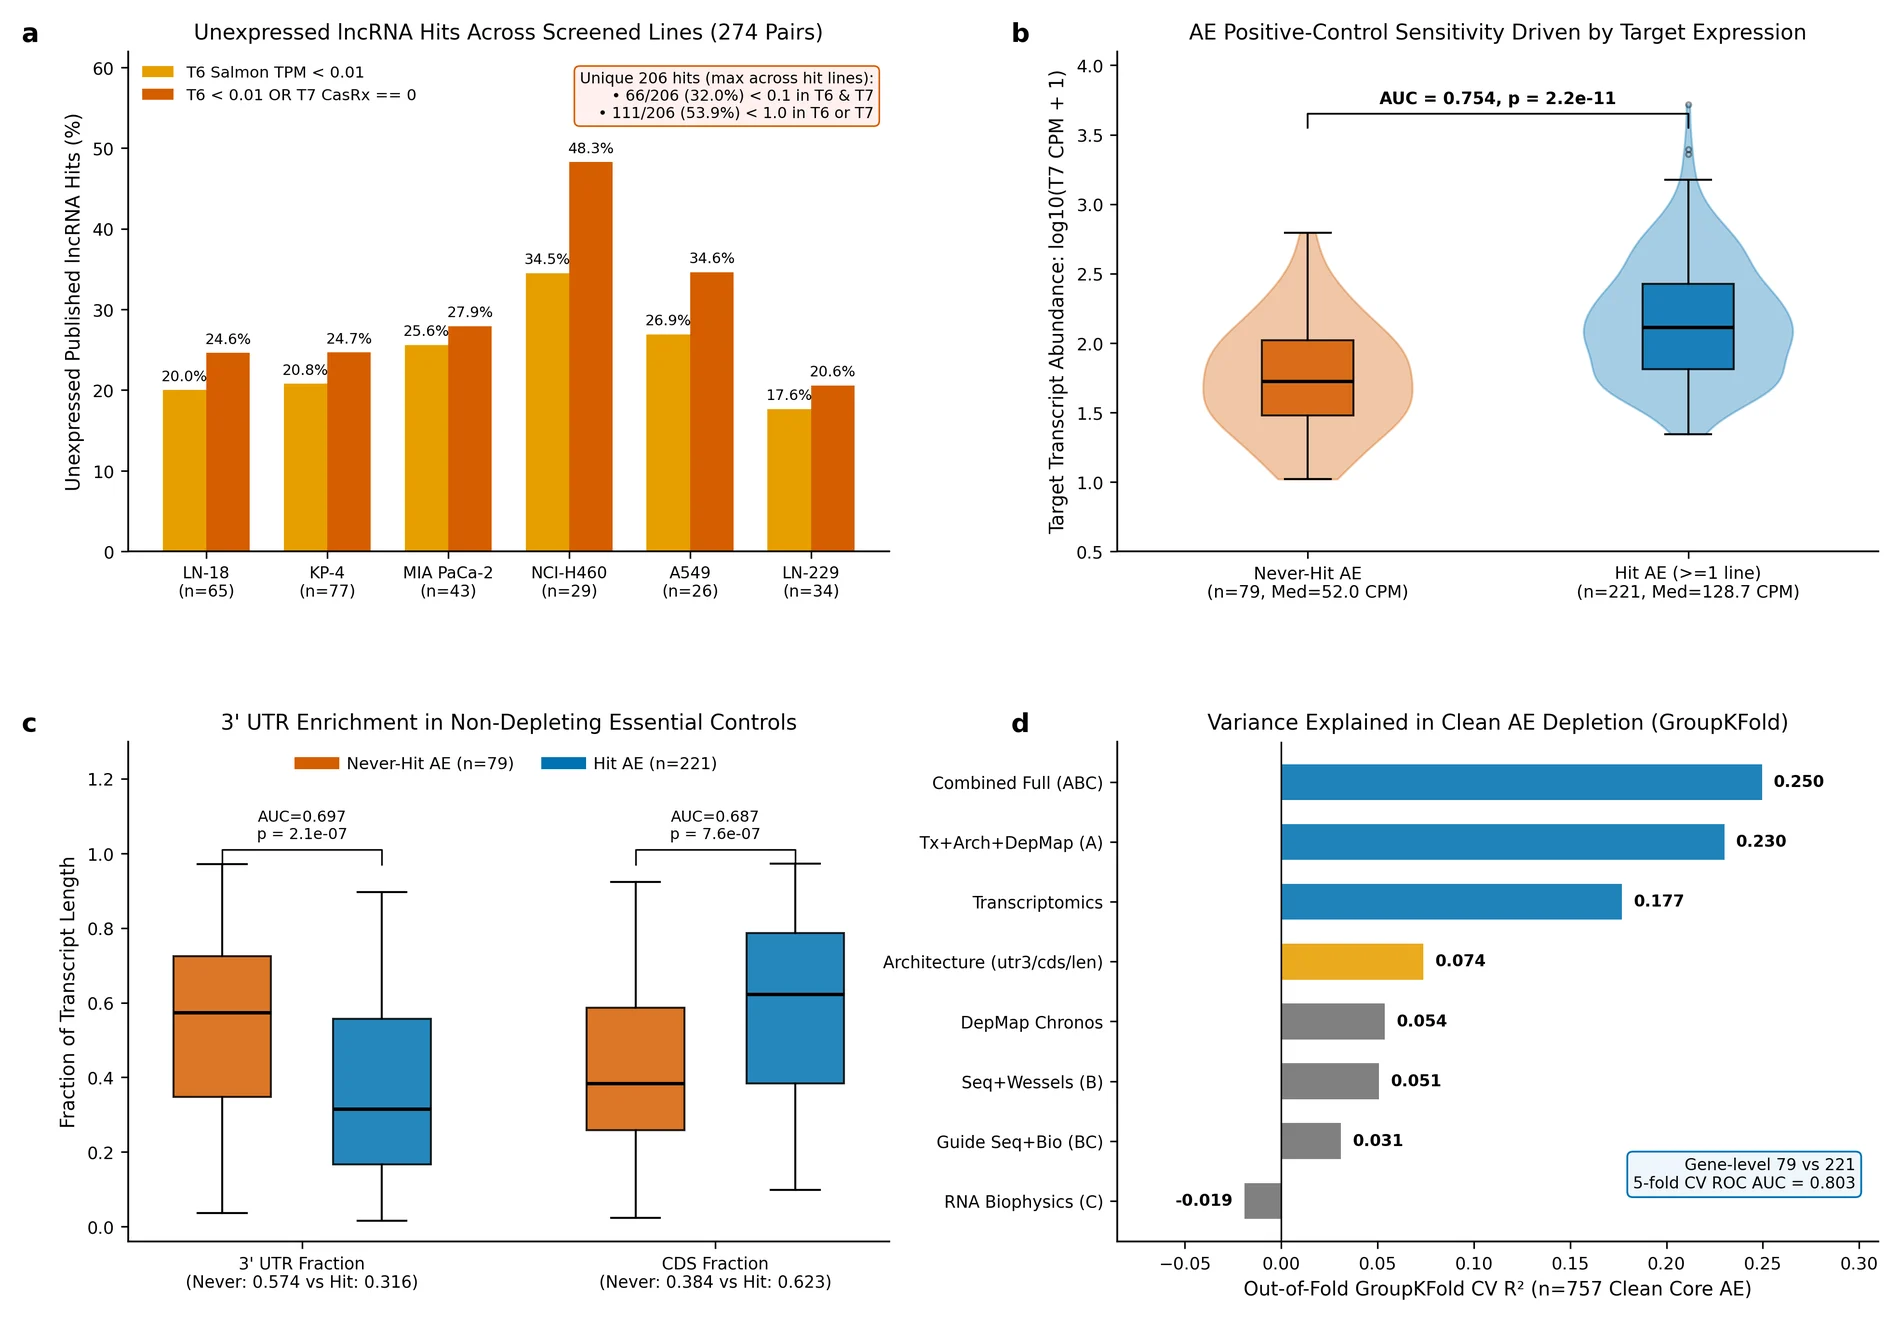 a
Unexpressed lncRNA Hits Across Screened Lines (274 Pairs)
T6 Salmon TPM < 0.01
T6 < 0.01 OR T7 CasRx == 0
Unique 206 hits (max across hit lines):
• 66/206 (32.0%) < 0.1 in T6 & T7
• 111/206 (53.9%) < 1.0 in T6 or T7
Unexpressed Published lncRNA Hits (%)
60
50
40
30
20
10
0
20.0%
24.6%
20.8%
24.7%
25.6%
27.9%
34.5%
48.3%
26.9%
34.6%
17.6%
20.6%
LN-18
(n=65)
KP-4
(n=77)
MIA PaCa-2
(n=43)
NCI-H460
(n=29)
A549
(n=26)
LN-229
(n=34)
b
AE Positive-Control Sensitivity Driven by Target Expression
AUC = 0.754, p = 2.2e-11
Target Transcript Abundance: log10(T7 CPM + 1)
4.0
3.5
3.0
2.5
2.0
1.5
1.0
0.5
Never-Hit AE
(n=79, Med=52.0 CPM)
Hit AE (>=1 line)
(n=221, Med=128.7 CPM)
c
3' UTR Enrichment in Non-Depleting Essential Controls
Never-Hit AE (n=79)
Hit AE (n=221)
AUC=0.697
p = 2.1e-07
AUC=0.687
p = 7.6e-07
Fraction of Transcript Length
1.2
1.0
0.8
0.6
0.4
0.2
0.0
3' UTR Fraction
(Never: 0.574 vs Hit: 0.316)
CDS Fraction
(Never: 0.384 vs Hit: 0.623)
d
Variance Explained in Clean AE Depletion (GroupKFold)
Combined Full (ABC)
0.250
Tx+Arch+DepMap (A)
0.230
Transcriptomics
0.177
Architecture (utr3/cds/len)
0.074
DepMap Chronos
0.054
Seq+Wessels (B)
0.051
Guide Seq+Bio (BC)
0.031
RNA Biophysics (C)
-0.019
Gene-level 79 vs 221
5-fold CV ROC AUC = 0.803
−0.05
0.00
0.05
0.10
0.15
0.20
0.25
0.30
Out-of-Fold GroupKFold CV R² (n=757 Clean Core AE)